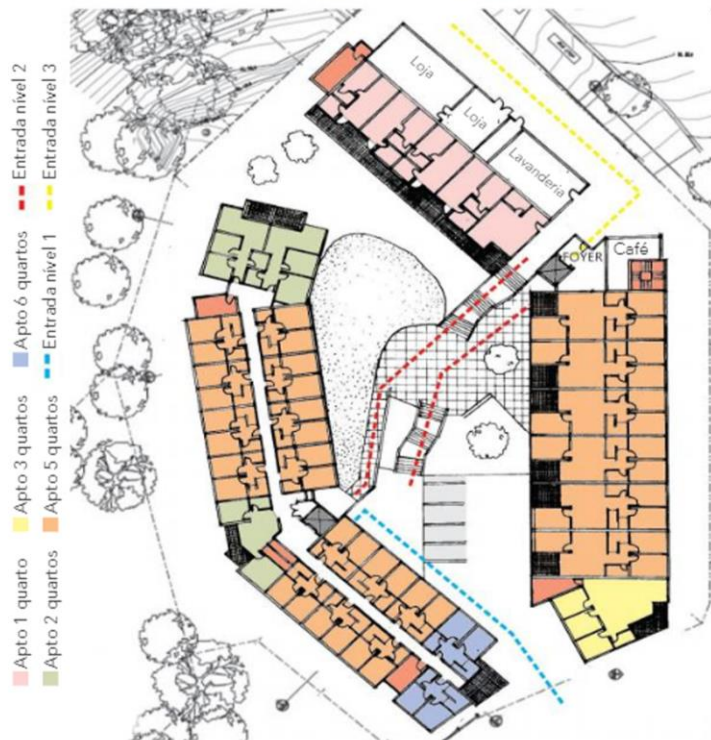 Apto 1 quarto
Apto 2 quartos
Apto 3 quartos
Apto 5 quartos
Apto 6 quartos
Entrada nível 1
Entrada nível 2
Entrada nível 3
Loja
Loja
Lavanderia
FOYER
Café